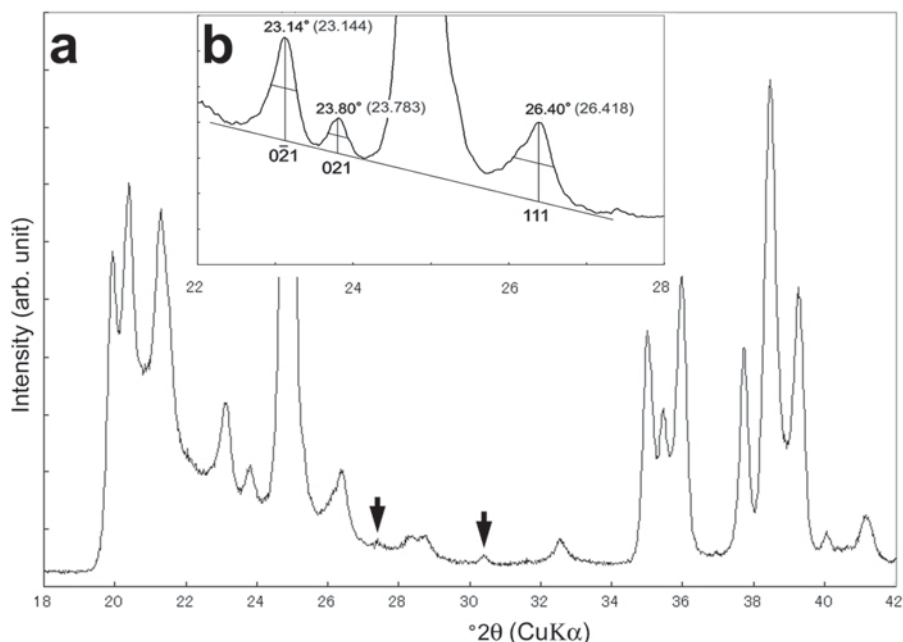 a
b
23.14° (23.144)
23.80° (23.783)
26.40° (26.418)
02̄1
021
111
22 24 26 28
Intensity (arb. unit)
18 20 22 24 26 28 30 32 34 36 38 40 42
°2θ (CuKα)